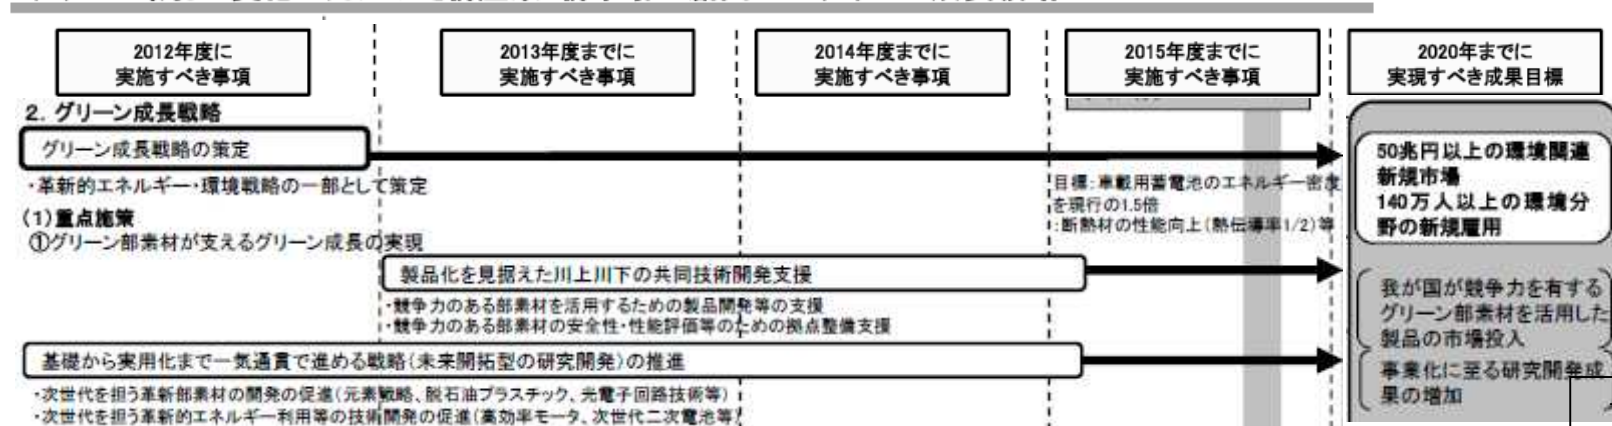 2012年度に
実施すべき事項
2013年度までに
実施すべき事項
2014年度までに
実施すべき事項
2015年度までに
実施すべき事項
2020年までに
実現すべき成果目標
2. グリーン成長戦略
グリーン成長戦略の策定
・革新的エネルギー・環境戦略の一部として策定
目標：車載用蓄電池のエネルギー密度
を現行の1.5倍
：断熱材の性能向上（熱伝導率1/2）等
50兆円以上の環境関連
新規市場
140万人以上の環境分
野の新規雇用
（1）重点施策
①グリーン部素材が支えるグリーン成長の実現
製品化を見据えた川上川下の共同技術開発支援
・競争力のある部素材を活用するための製品開発等の支援
・競争力のある部素材の安全性・性能評価等のための拠点整備支援
我が国が競争力を有する
グリーン部素材を活用した
製品の市場投入
基礎から実用化まで一気通貫で進める戦略（未来開拓型の研究開発）の推進
・次世代を担う革新部素材の開発の促進（元素戦略、脱石油プラスチック、光電子回路技術等）
・次世代を担う革新的エネルギー利用等の技術開発の促進（高効率モータ、次世代二次電池等）
事業化に至る研究開発成
果の増加